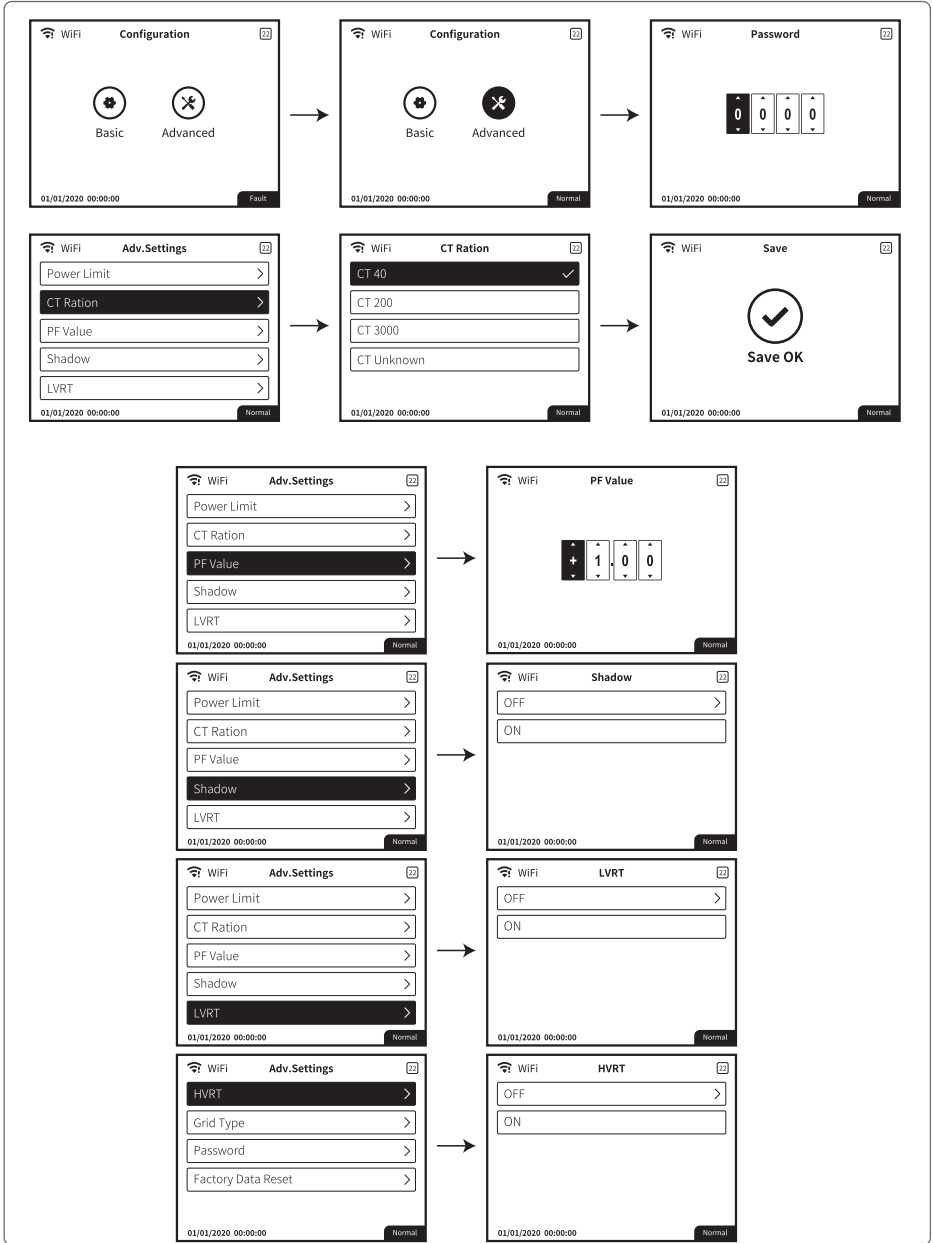 WiFi Configuration 22
Basic Advanced
01/01/2020 00:00:00 Fault
WiFi Configuration 22
Basic Advanced
01/01/2020 00:00:00 Normal
WiFi Password 22
0 0 0 0
01/01/2020 00:00:00 Normal
WiFi Adv.Settings 22
Power Limit
CT Ration
PF Value
Shadow
LVRT
01/01/2020 00:00:00 Normal
WiFi CT Ration 22
CT 40
CT 200
CT 3000
CT Unknown
01/01/2020 00:00:00 Normal
WiFi Save 22
Save OK
01/01/2020 00:00:00 Normal
WiFi Adv.Settings 22
Power Limit
CT Ration
PF Value
Shadow
LVRT
01/01/2020 00:00:00 Normal
WiFi PF Value 22
+ 1 . 0 0
01/01/2020 00:00:00 Normal
WiFi Adv.Settings 22
Power Limit
CT Ration
PF Value
Shadow
LVRT
01/01/2020 00:00:00 Normal
WiFi Shadow 22
OFF
ON
01/01/2020 00:00:00 Normal
WiFi Adv.Settings 22
Power Limit
CT Ration
PF Value
Shadow
LVRT
01/01/2020 00:00:00 Normal
WiFi LVRT 22
OFF
ON
01/01/2020 00:00:00 Normal
WiFi Adv.Settings 22
HVRT
Grid Type
Password
Factory Data Reset
01/01/2020 00:00:00 Normal
WiFi HVRT 22
OFF
ON
01/01/2020 00:00:00 Normal